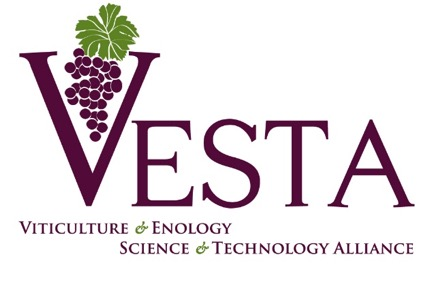 VESTA
VITICULTURE & ENOLOGY
SCIENCE & TECHNOLOGY ALLIANCE